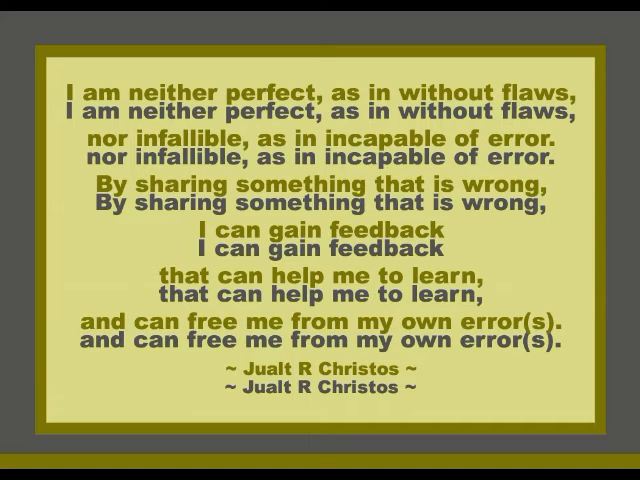 I am neither perfect, as in without flaws,
I am neither perfect, as in without flaws,
nor infallible, as in incapable of error.
nor infallible, as in incapable of error.
By sharing something that is wrong,
By sharing something that is wrong,
I can gain feedback
I can gain feedback
that can help me to learn,
that can help me to learn,
and can free me from my own error(s).
and can free me from my own error(s).
~ Jualt R Christos ~
~ Jualt R Christos ~